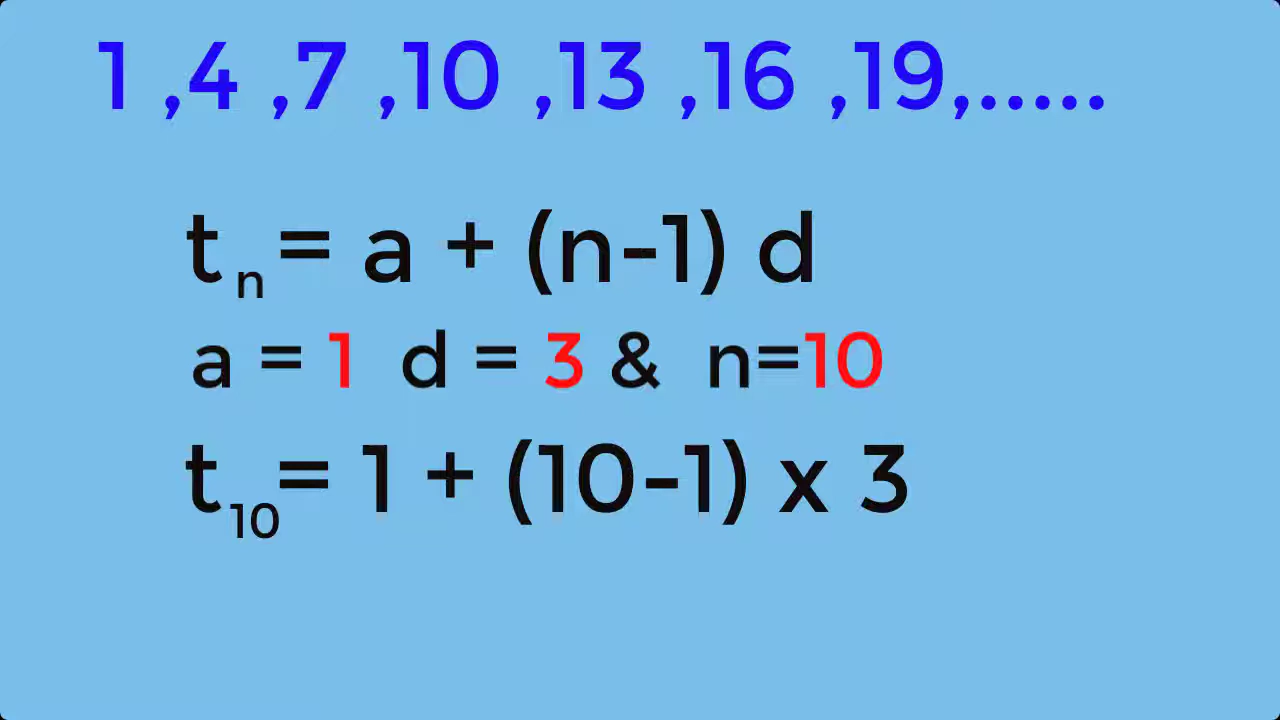 1 ,4 ,7 ,10 ,13 ,16 ,19,.....
tₙ = a + (n-1) d
a = 1 d = 3 & n=10
t₁₀ = 1 + (10-1) x 3